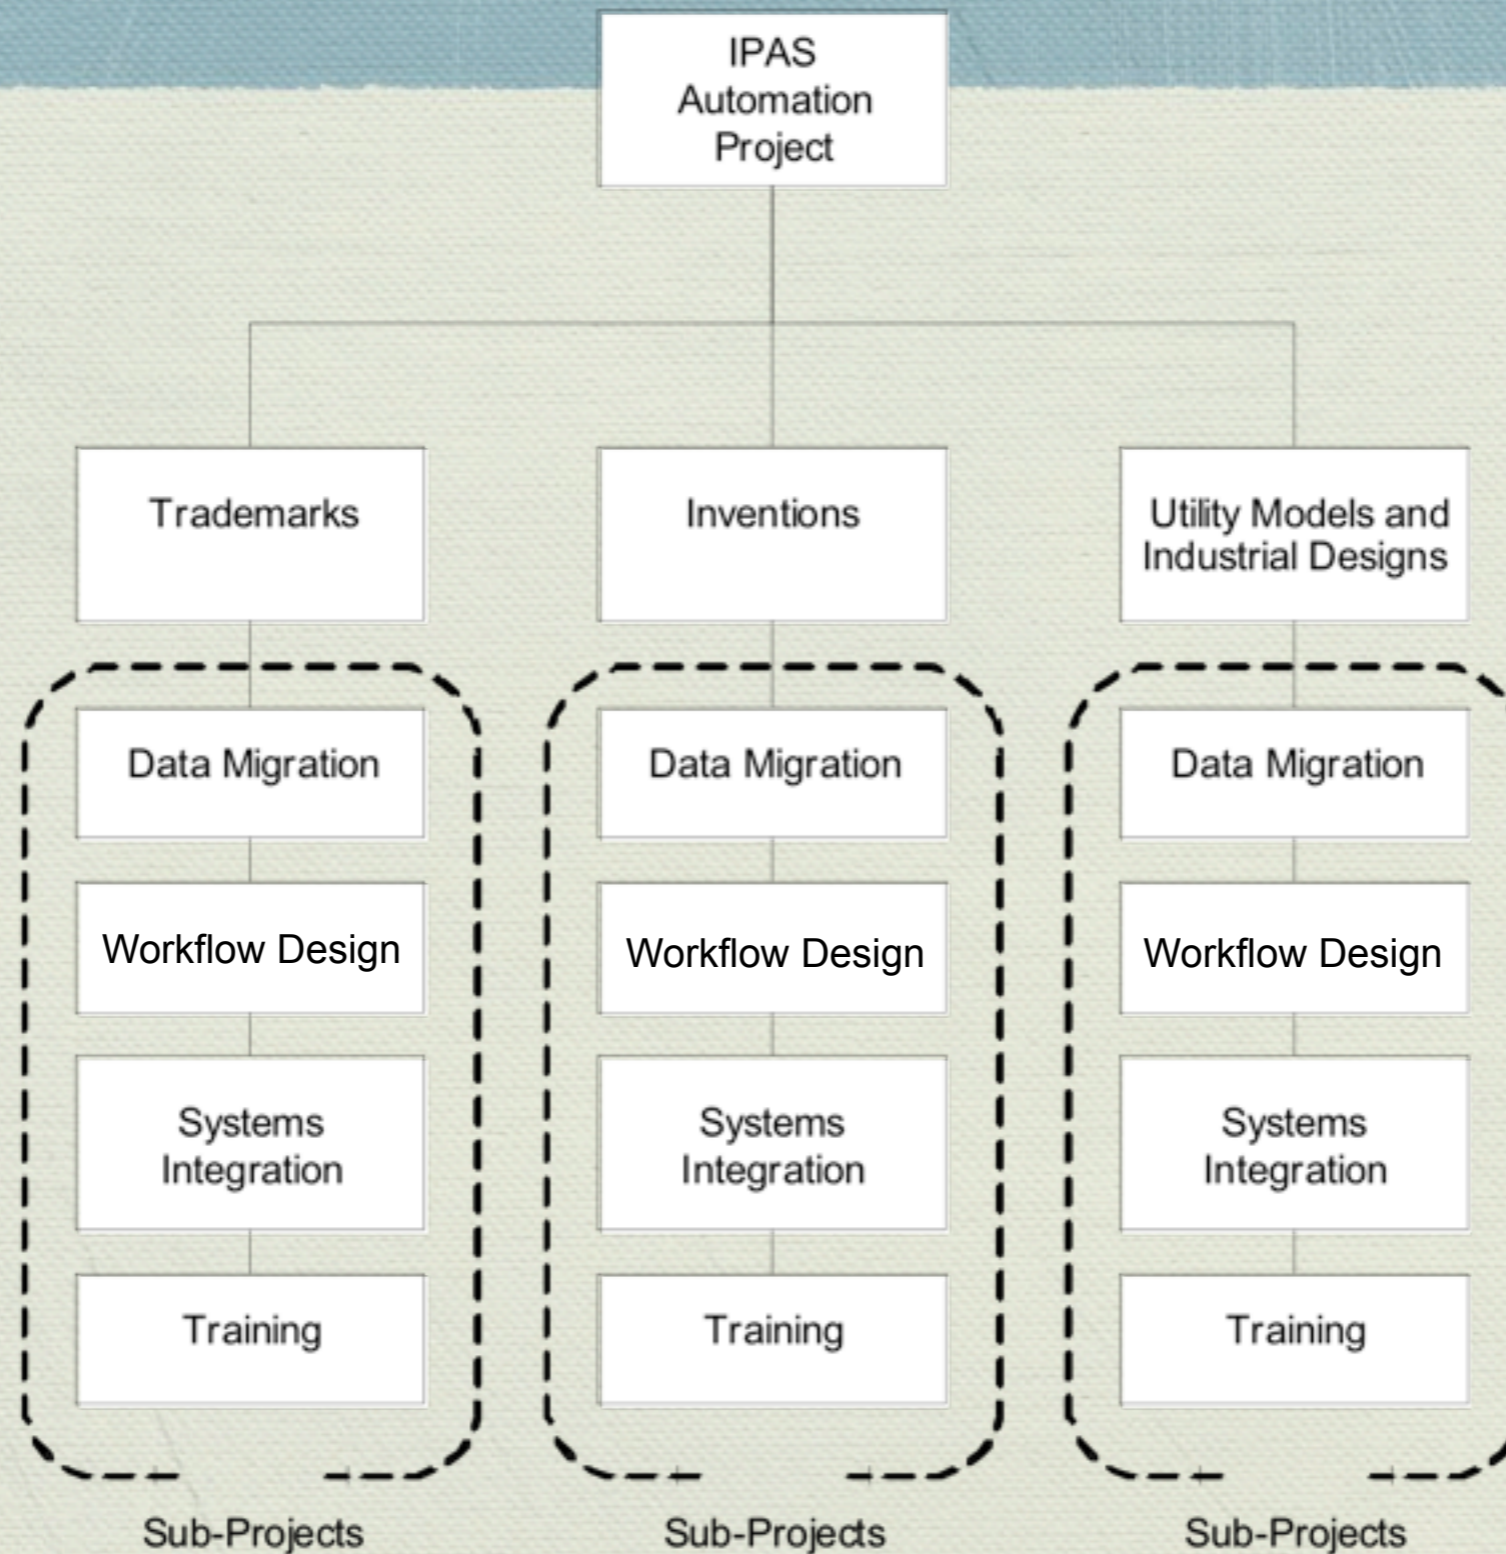 IPAS
Automation
Project
Trademarks
Inventions
Utility Models and
Industrial Designs
Data Migration
Data Migration
Data Migration
Workflow Design
Workflow Design
Workflow Design
Systems
Integration
Systems
Integration
Systems
Integration
Training
Training
Training
Sub-Projects
Sub-Projects
Sub-Projects